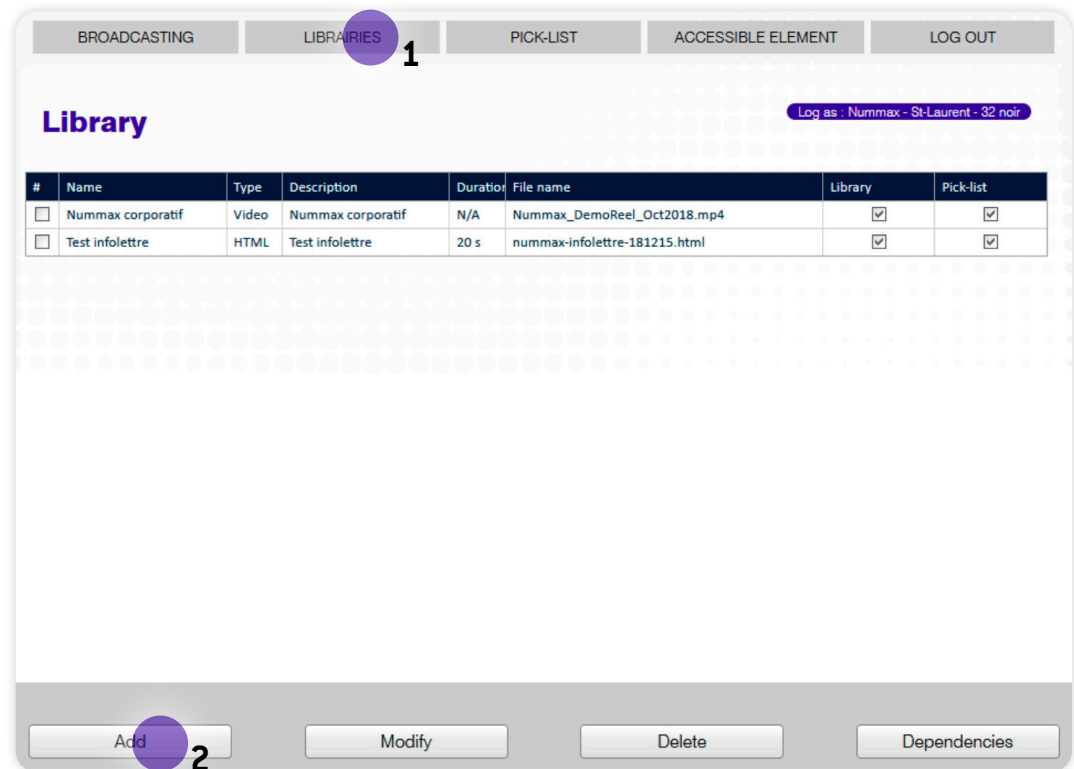 BROADCASTING LIBRAIRIES PICK-LIST ACCESSIBLE ELEMENT LOG OUT
1
Library
Log as : Nummax - St-Laurent - 32 noir
# Name Type Description Duration File name Library Pick-list
Nummax corporatif Video Nummax corporatif N/A Nummax_DemoReel_Oct2018.mp4
Test infolettre HTML Test infolettre 20 s nummax-infolettre-181215.html
Add Modify Delete Dependencies
2